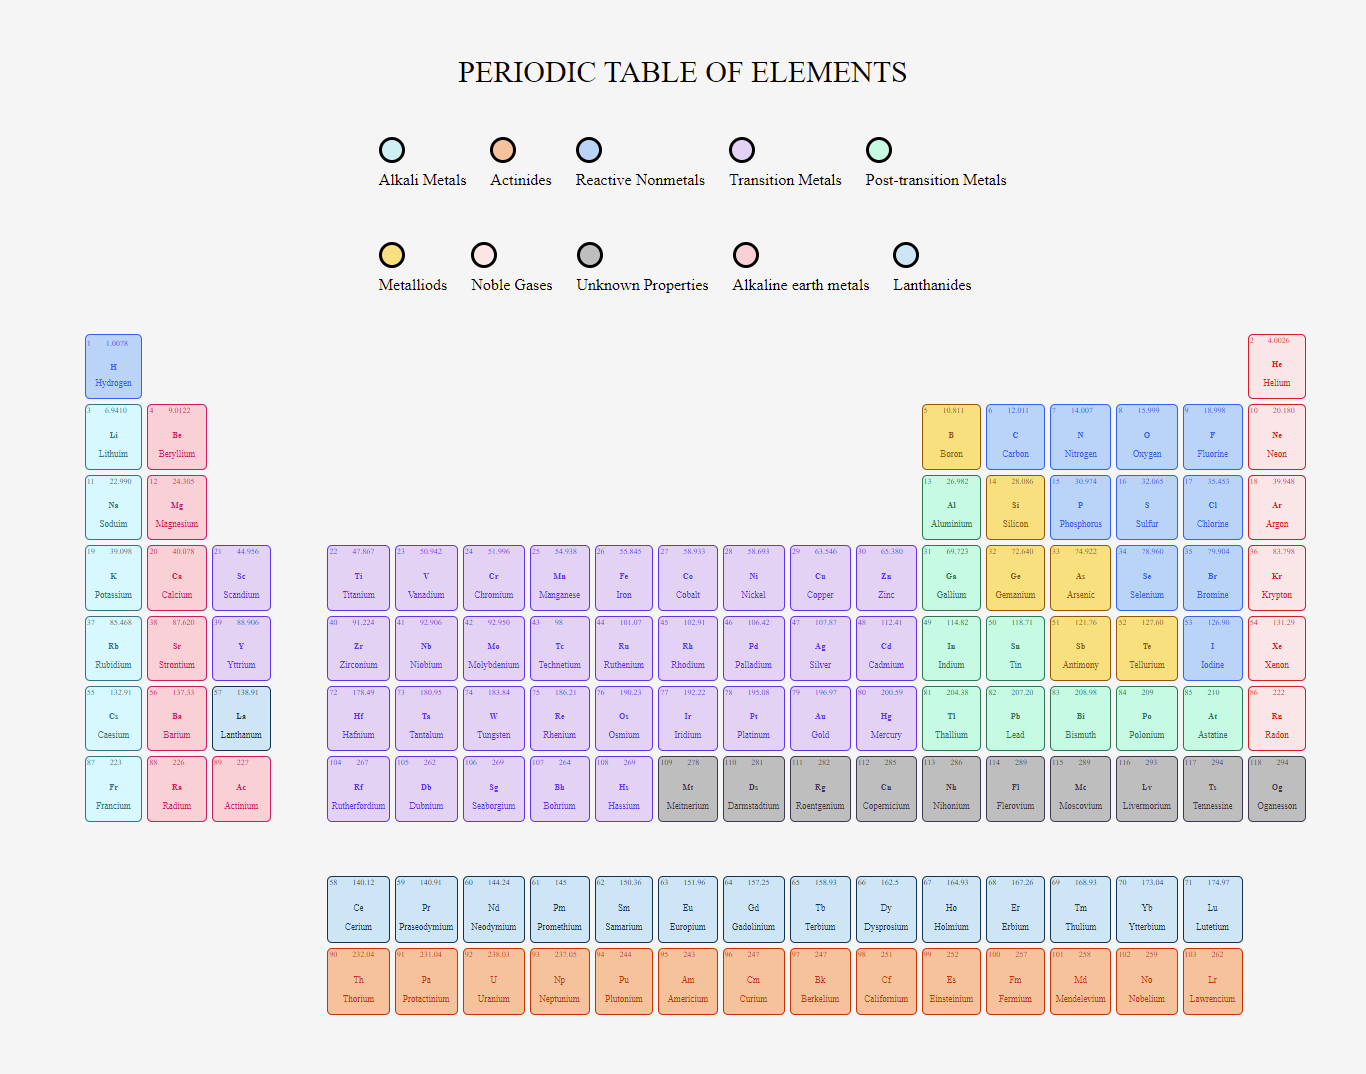 PERIODIC TABLE OF ELEMENTS
Alkali Metals Actinides Reactive Nonmetals Transition Metals Post-transition Metals
Metalliods Noble Gases Unknown Properties Alkaline earth metals Lanthanides
1 1.0078 2 4.0026
H He
Hydrogen Helium
3 6.9410 4 9.0122 5 10.811 6 12.011 7 14.007 8 15.999 9 18.998 10 20.180
Li Be B C N O F Ne
Lithuim Beryllium Boron Carbon Nitrogen Oxygen Fluorine Neon
11 22.990 12 24.305 13 26.982 14 28.086 15 30.974 16 32.065 17 35.453 18 39.948
Na Mg Al Si P S Cl Ar
Soduim Magnesium Aluminium Silicon Phosphorus Sulfur Chlorine Argon
19 39.098 20 40.078 21 44.956 22 47.867 23 50.942 24 51.996 25 54.938 26 55.845 27 58.933 28 58.693 29 63.546 30 65.380 31 69.723 32 72.640 33 74.922 34 78.960 35 79.904 36 83.798
K Ca Sc Ti V Cr Mn Fe Co Ni Cu Zn Ga Ge As Se Br Kr
Potassium Calcium Scandium Titanium Vanadium Chromium Manganese Iron Cobalt Nickel Copper Zinc Gallium Gemanium Arsenic Selenium Bromine Krypton
37 85.468 38 87.620 39 88.906 40 91.224 41 92.906 42 92.950 43 98 44 101.07 45 102.91 46 106.42 47 107.87 48 112.41 49 114.82 50 118.71 51 121.76 52 127.60 53 126.90 54 131.29
Rb Sr Y Zr Nb Mo Tc Ru Rh Pd Ag Cd In Sn Sb Te I Xe
Rubidium Strontium Yttrium Zirconium Niobium Molybdenium Technetium Ruthenium Rhodium Palladium Silver Cadmium Indium Tin Antimony Tellurium Iodine Xenon
55 132.91 56 137.33 57 138.91 72 178.49 73 180.95 74 183.84 75 186.21 76 190.23 77 192.22 78 195.08 79 196.97 80 200.59 81 204.38 82 207.20 83 208.98 84 209 85 210 86 222
Cs Ba La Hf Ta W Re Os Ir Pt Au Hg Tl Pb Bi Po At Rn
Caesium Barium Lanthanum Hafnium Tantalum Tungsten Rhenium Osmium Iridium Platinum Gold Mercury Thallium Lead Bismuth Polonium Astatine Radon
87 223 88 226 89 227 104 267 105 262 106 269 107 264 108 269 109 278 110 281 111 282 112 285 113 286 114 289 115 289 116 293 117 294 118 294
Fr Ra Ac Rf Db Sg Bh Hs Mt Ds Rg Cn Nh Fl Mc Lv Ts Og
Francium Radium Actinium Rutherfordium Dubnium Seaborgium Bohrium Hassium Meitnerium Darmstadtium Roentgenium Copernicium Nihonium Flerovium Moscovium Livermorium Tennessine Oganesson
58 140.12 59 140.91 60 144.24 61 145 62 150.36 63 151.96 64 157.25 65 158.93 66 162.5 67 164.93 68 167.26 69 168.93 70 173.04 71 174.97
Ce Pr Nd Pm Sm Eu Gd Tb Dy Ho Er Tm Yb Lu
Cerium Praseodymium Neodymium Promethium Samarium Europium Gadolinium Terbium Dysprosium Holmium Erbium Thulium Ytterbium Lutetium
90 232.04 91 231.04 92 238.03 93 237.05 94 244 95 243 96 247 97 247 98 251 99 252 100 257 101 258 102 259 103 262
Th Pa U Np Pu Am Cm Bk Cf Es Fm Md No Lr
Thorium Protactinium Uranium Neptunium Plutonium Americium Curium Berkelium Californium Einsteinium Fermium Mendelevium Nobelium Lawrencium